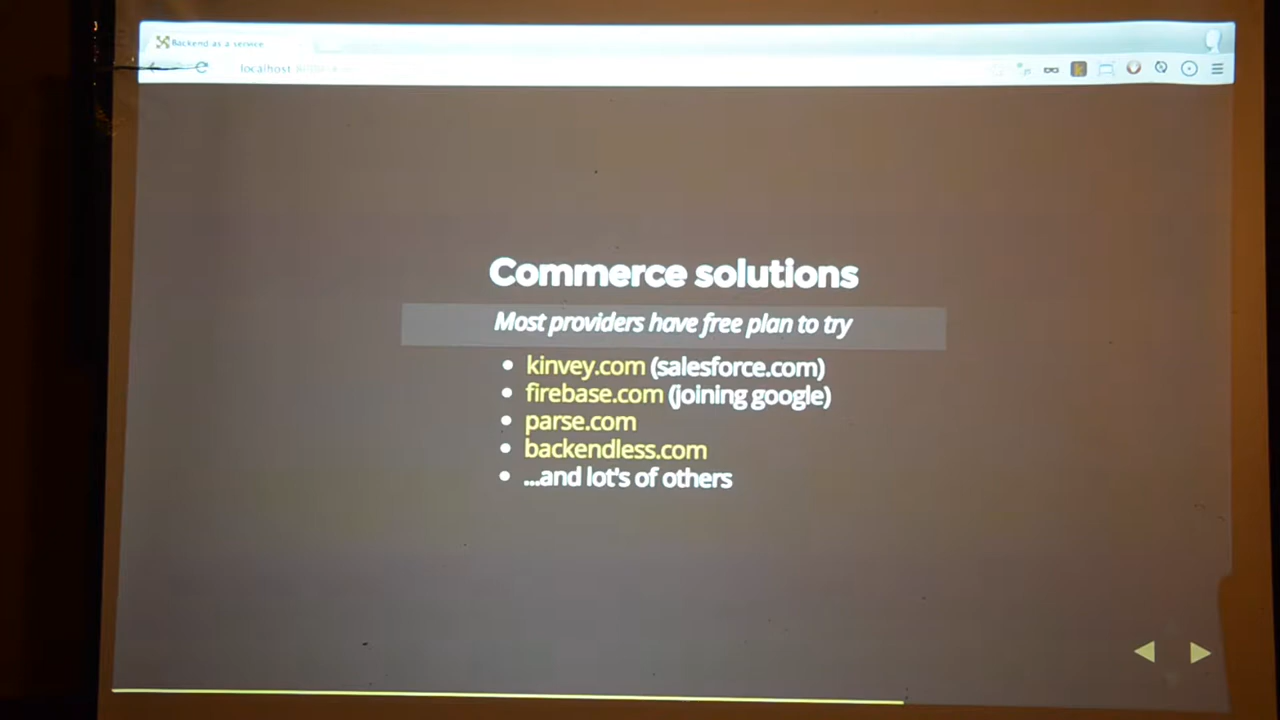 Backend as a service
localhost
Commerce solutions
Most providers have free plan to try
kinvey.com (salesforce.com)
firebase.com (joining google)
parse.com
backendless.com
...and lot's of others